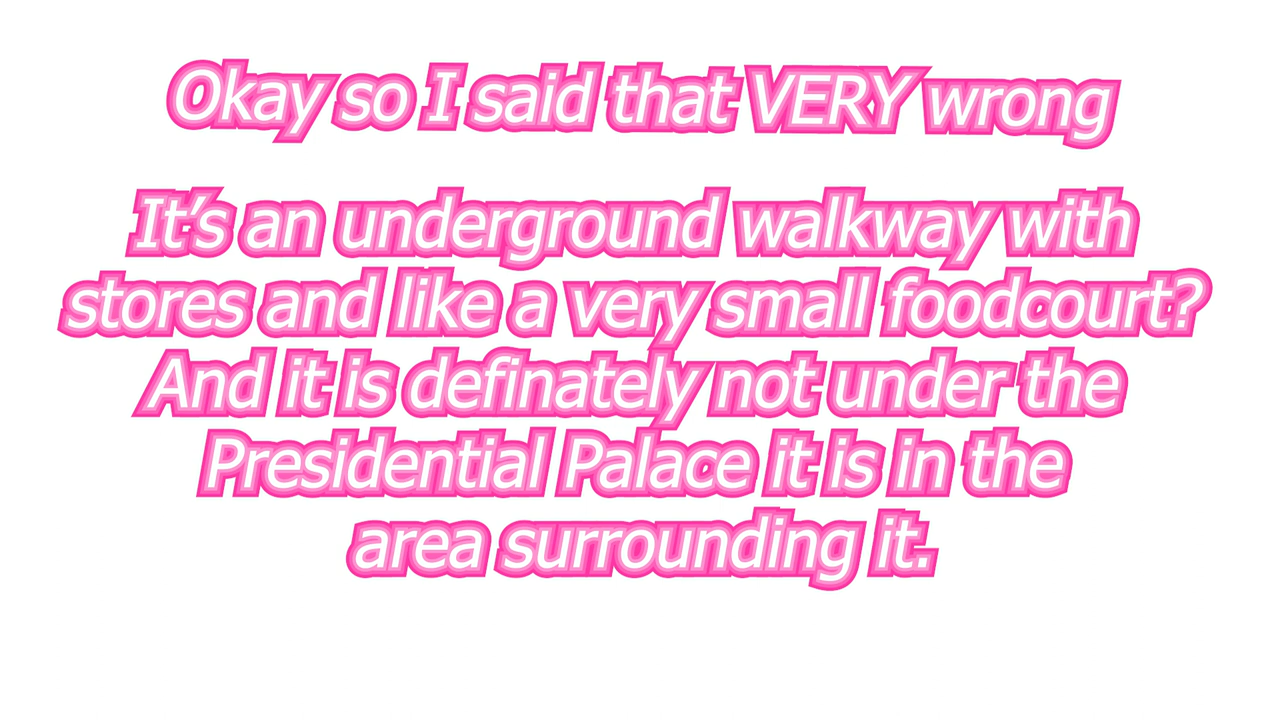 Okay so I said that VERY wrong
It's an underground walkway with
stores and like a very small foodcourt?
And it is definately not under the
Presidential Palace it is in the
area surrounding it.